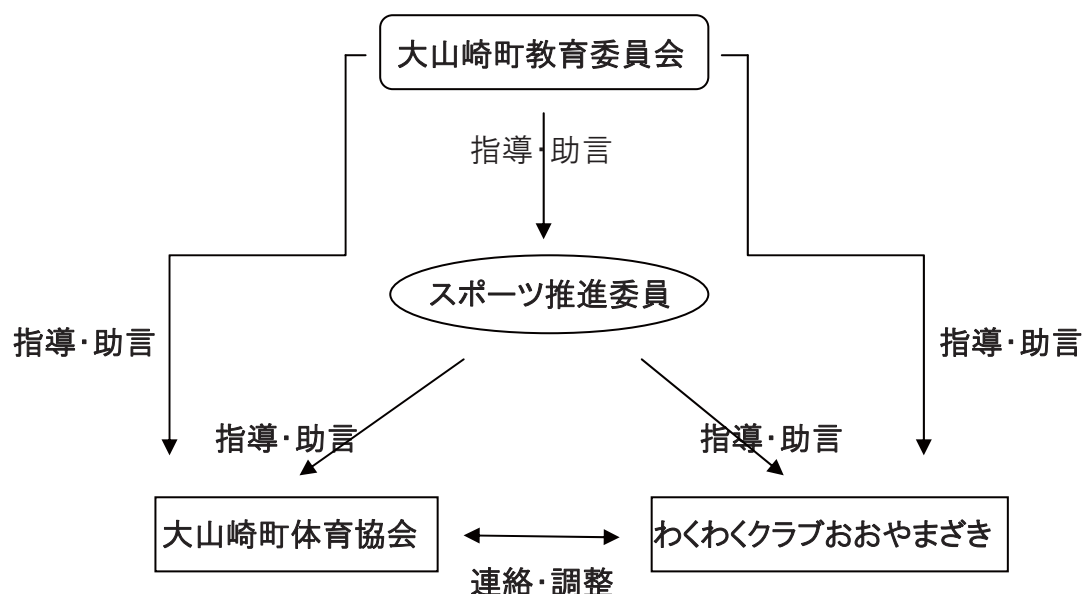 大山崎町教育委員会
指導・助言
スポーツ推進委員
指導・助言
指導・助言
指導・助言
指導・助言
大山崎町体育協会
わくわくクラブおおやまざき
連絡・調整